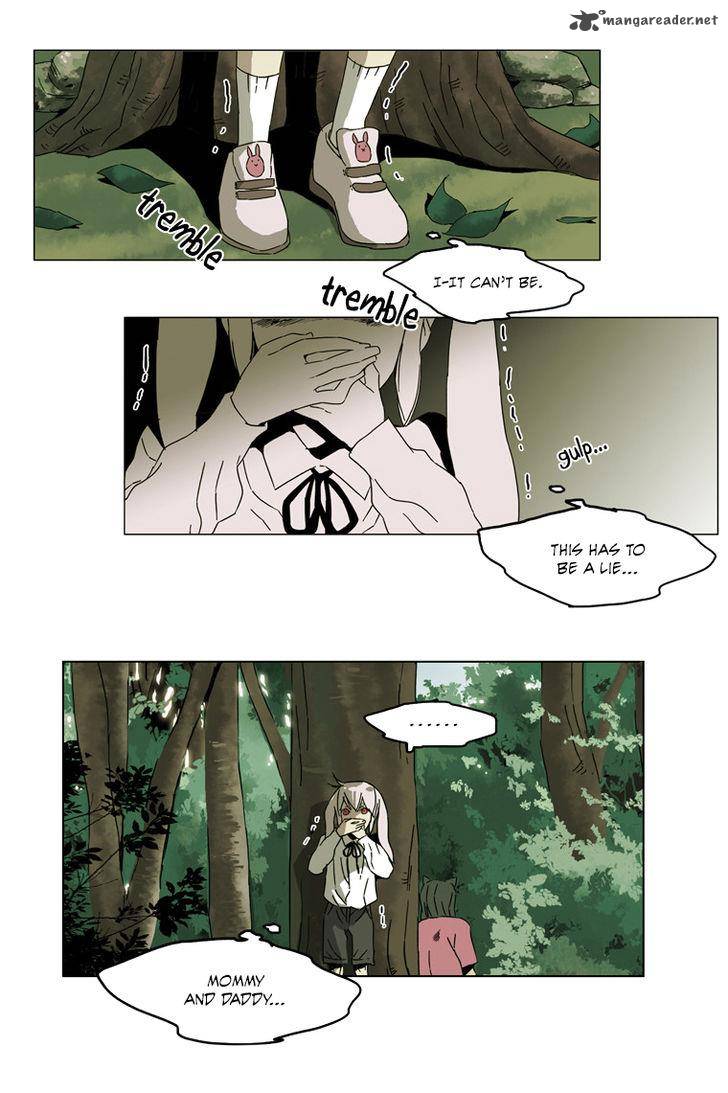 mangareader.net
tremble
I-IT CAN'T BE.
tremble
gulp...
THIS HAS TO
BE A LIE...
......
MOMMY
AND DADDY...